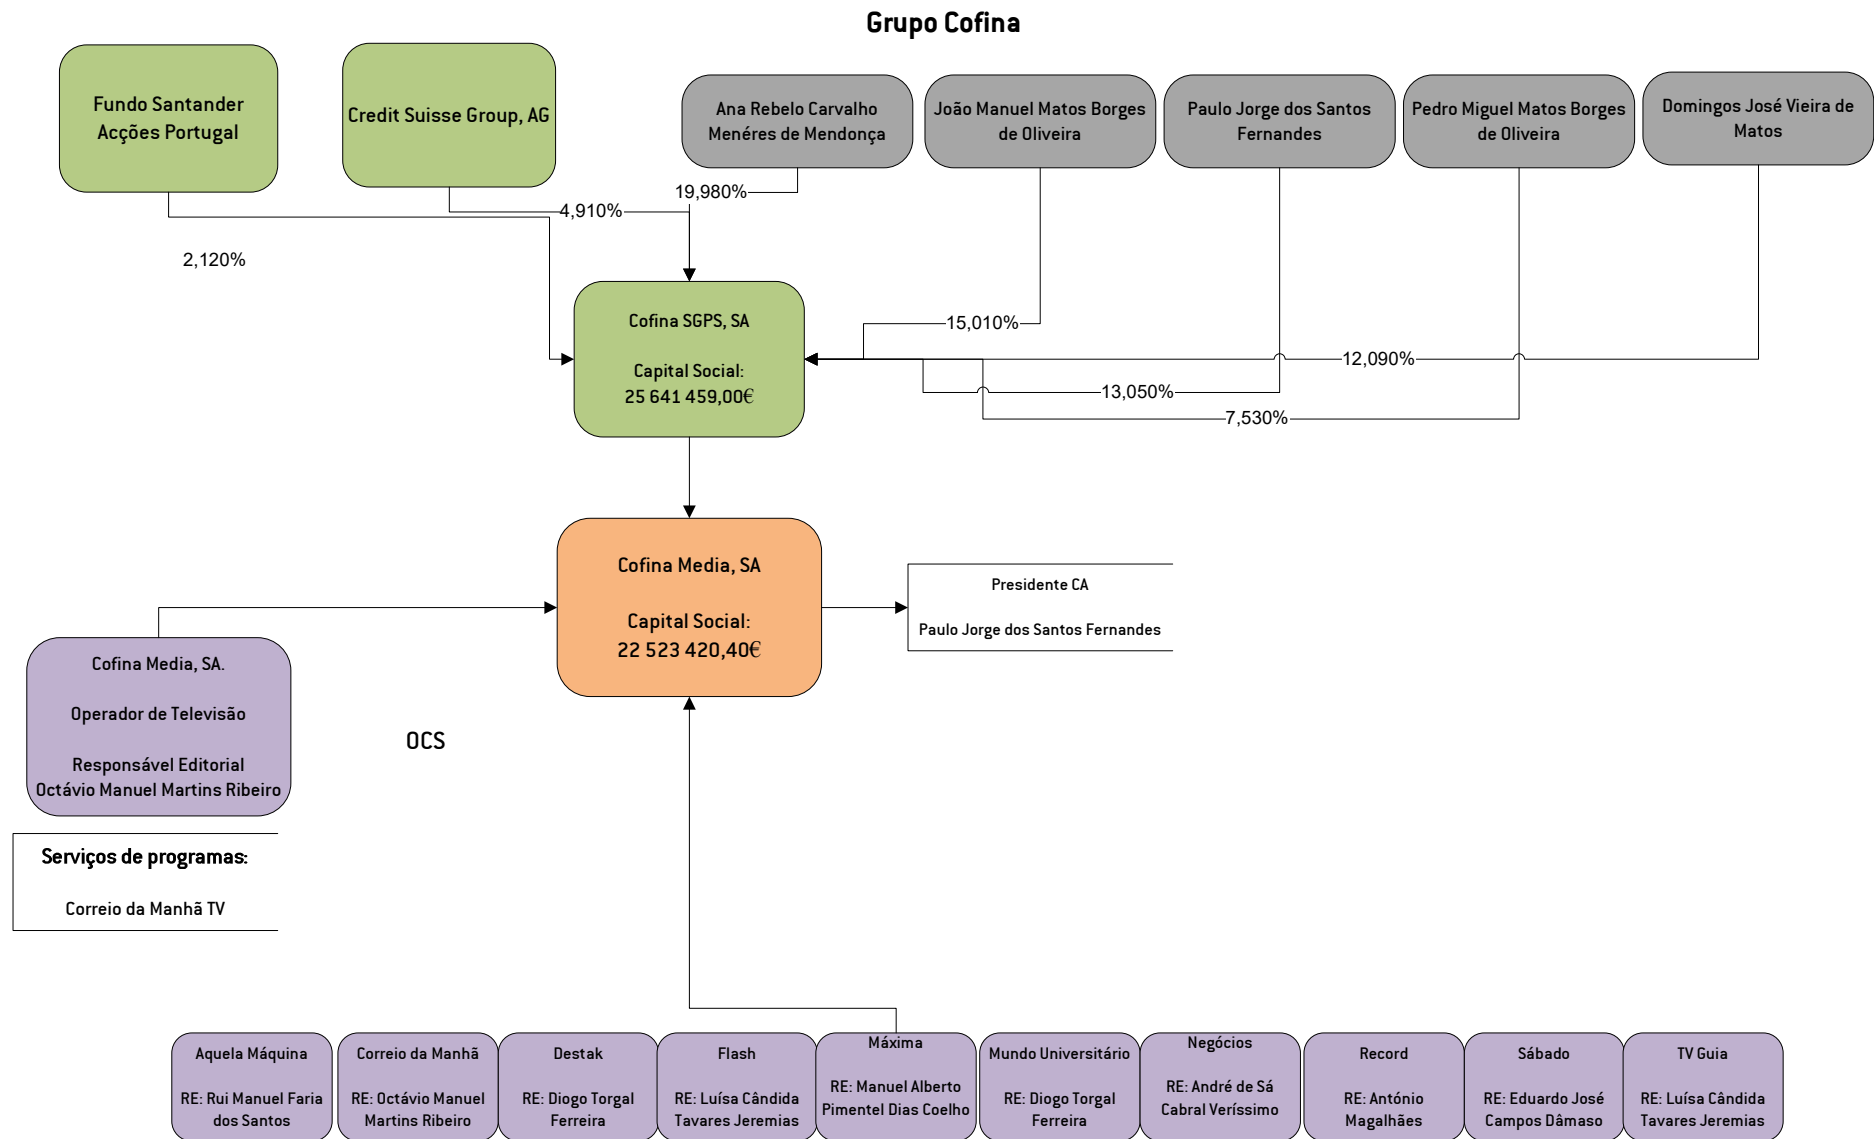 Grupo Cofina
Fundo Santander
Acções Portugal
Credit Suisse Group, AG
Ana Rebelo Carvalho
Menéres de Mendonça
João Manuel Matos Borges
de Oliveira
Paulo Jorge dos Santos
Fernandes
Pedro Miguel Matos Borges
de Oliveira
Domingos José Vieira de
Matos
19,980%
4,910%
2,120%
15,010%
12,090%
13,050%
7,530%
Cofina SGPS, SA
Capital Social:
25 641 459,00€
Cofina Media, SA
Capital Social:
22 523 420,40€
Presidente CA
Paulo Jorge dos Santos Fernandes
Cofina Media, SA.
Operador de Televisão
Responsável Editorial
Octávio Manuel Martins Ribeiro
OCS
Serviços de programas:
Correio da Manhã TV
Aquela Máquina
RE: Rui Manuel Faria
dos Santos
Correio da Manhã
RE: Octávio Manuel
Martins Ribeiro
Destak
RE: Diogo Torgal
Ferreira
Flash
RE: Luísa Cândida
Tavares Jeremias
Máxima
RE: Manuel Alberto
Pimentel Dias Coelho
Mundo Universitário
RE: Diogo Torgal
Ferreira
Negócios
RE: André de Sá
Cabral Veríssimo
Record
RE: António
Magalhães
Sábado
RE: Eduardo José
Campos Dâmaso
TV Guia
RE: Luísa Cândida
Tavares Jeremias